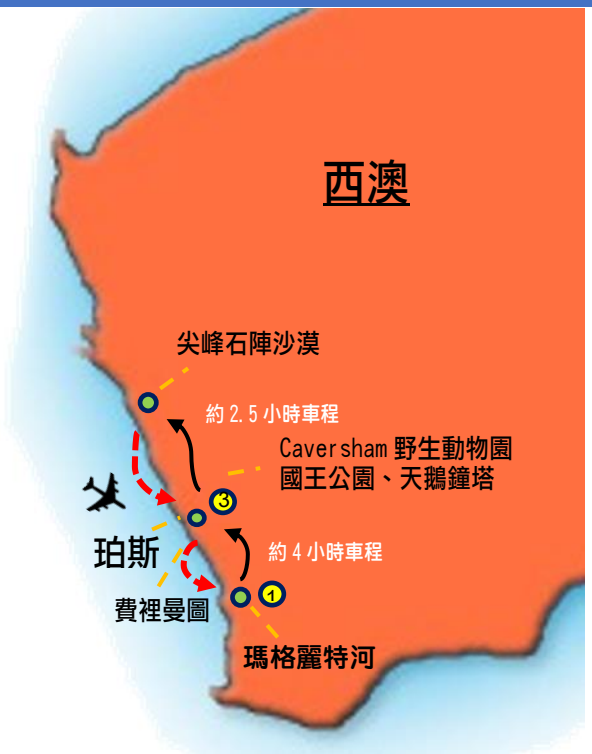 西澳
尖峰石陣沙漠
約2.5小時車程
Caversham 野生動物園
國王公園、天鵝鐘塔
3
珀斯
約4小時車程
1
費裡曼圖
瑪格麗特河